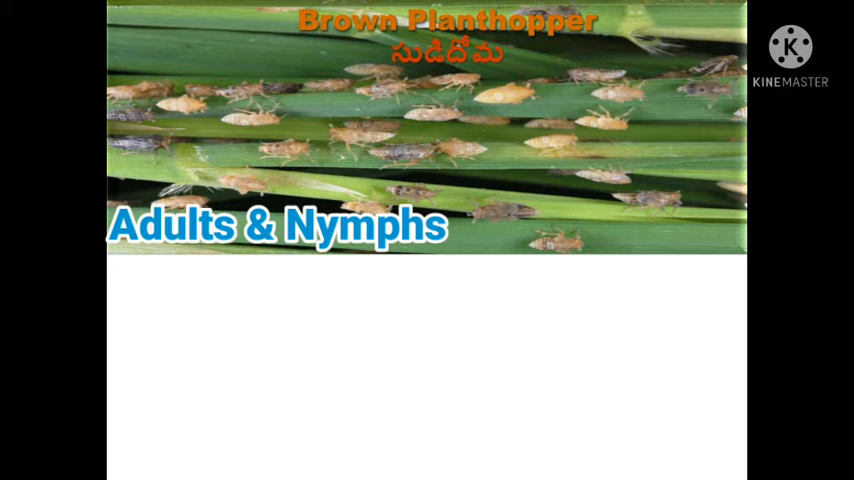 Brown Planthopper
సుడిదోమ
K
KINEMASTER
Adults & Nymphs